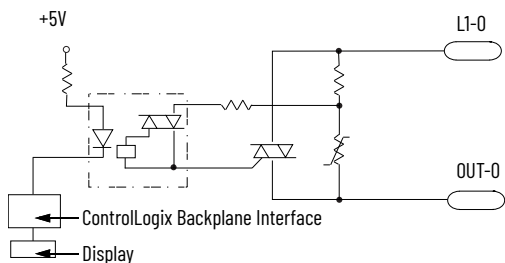 +5V
L1-0
OUT-0
ControlLogix Backplane Interface
Display